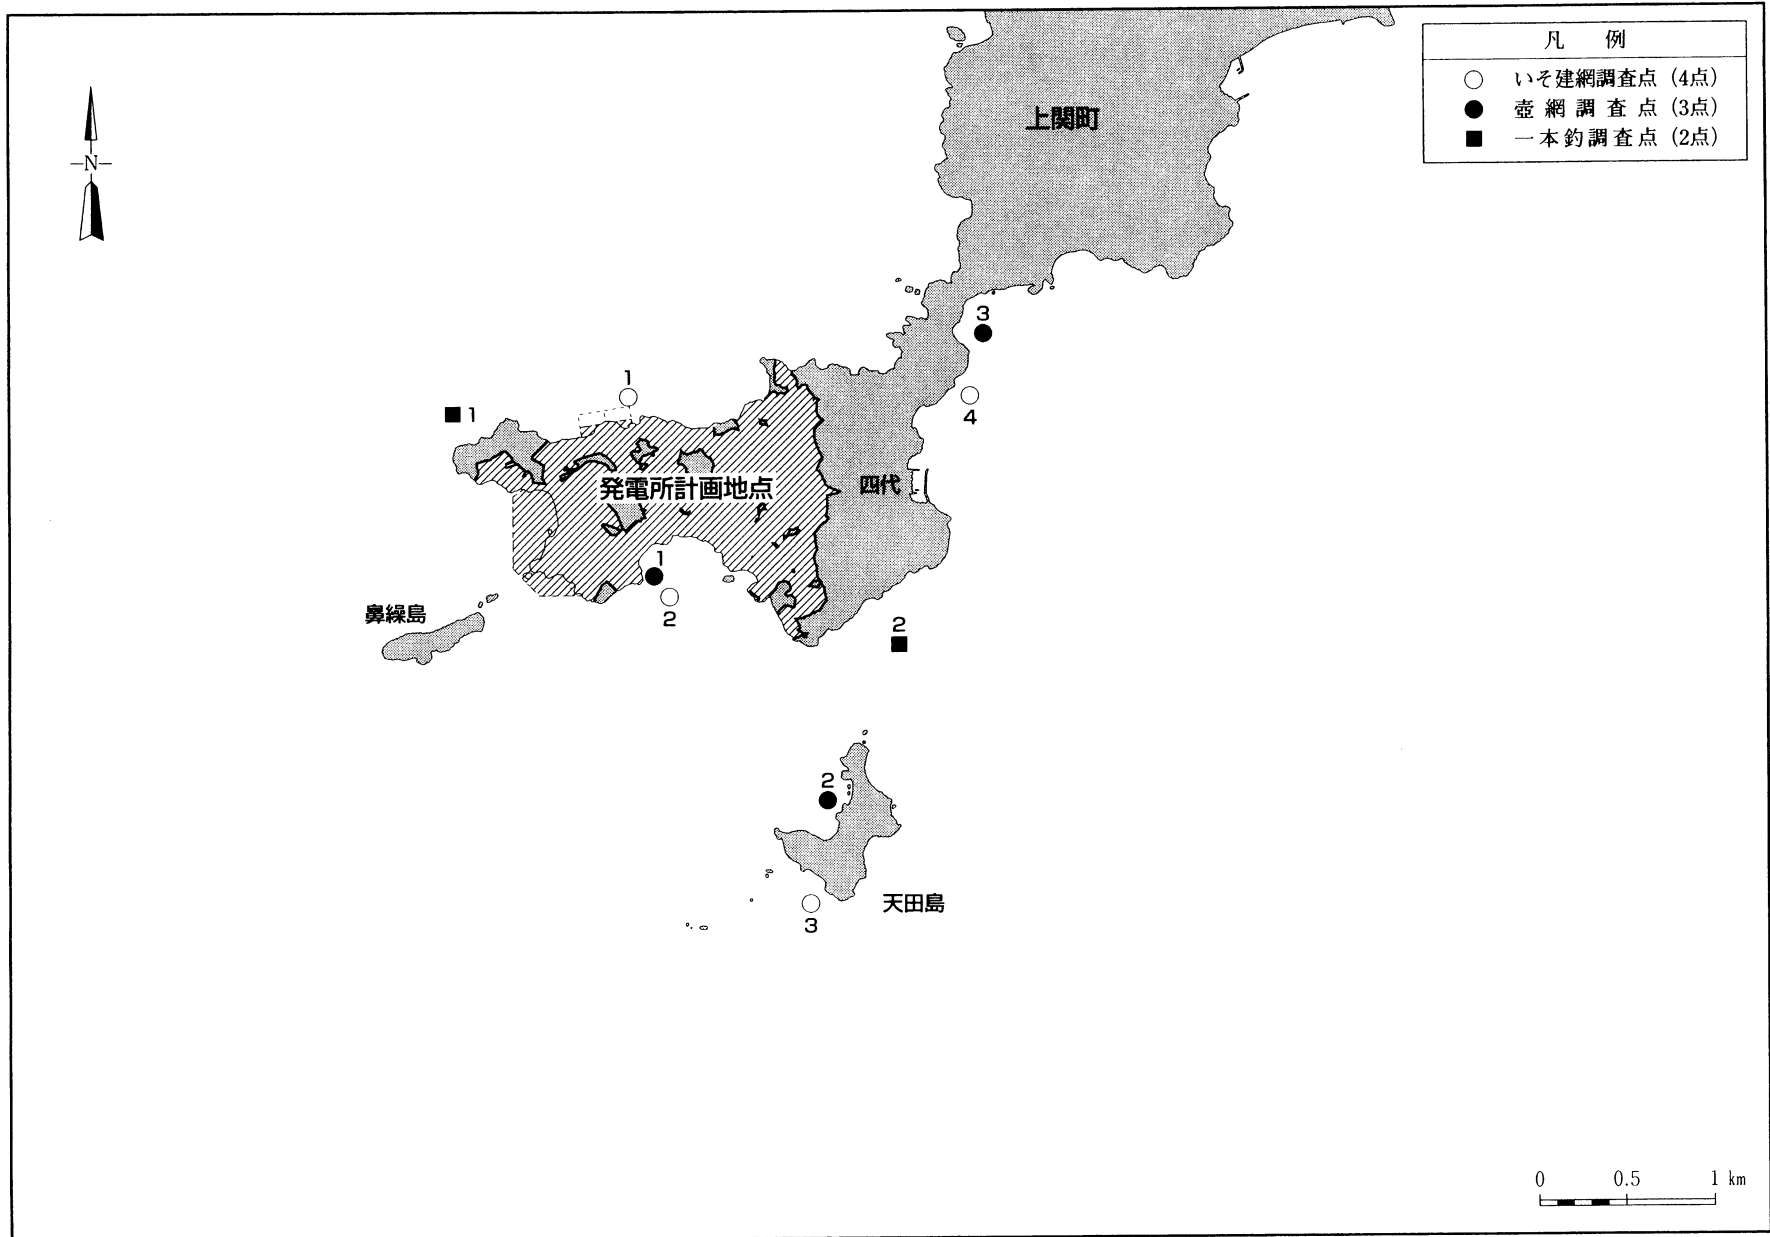 凡 例
○ いそ建網調査点 (4点)
● 壺網調査点 (3点)
■ 一本釣調査点 (2点)
上関町
N
3
1
1
4
発電所計画地点
四代
1
2
鼻繰島
2
2
天田島
3
0 0.5 1 km